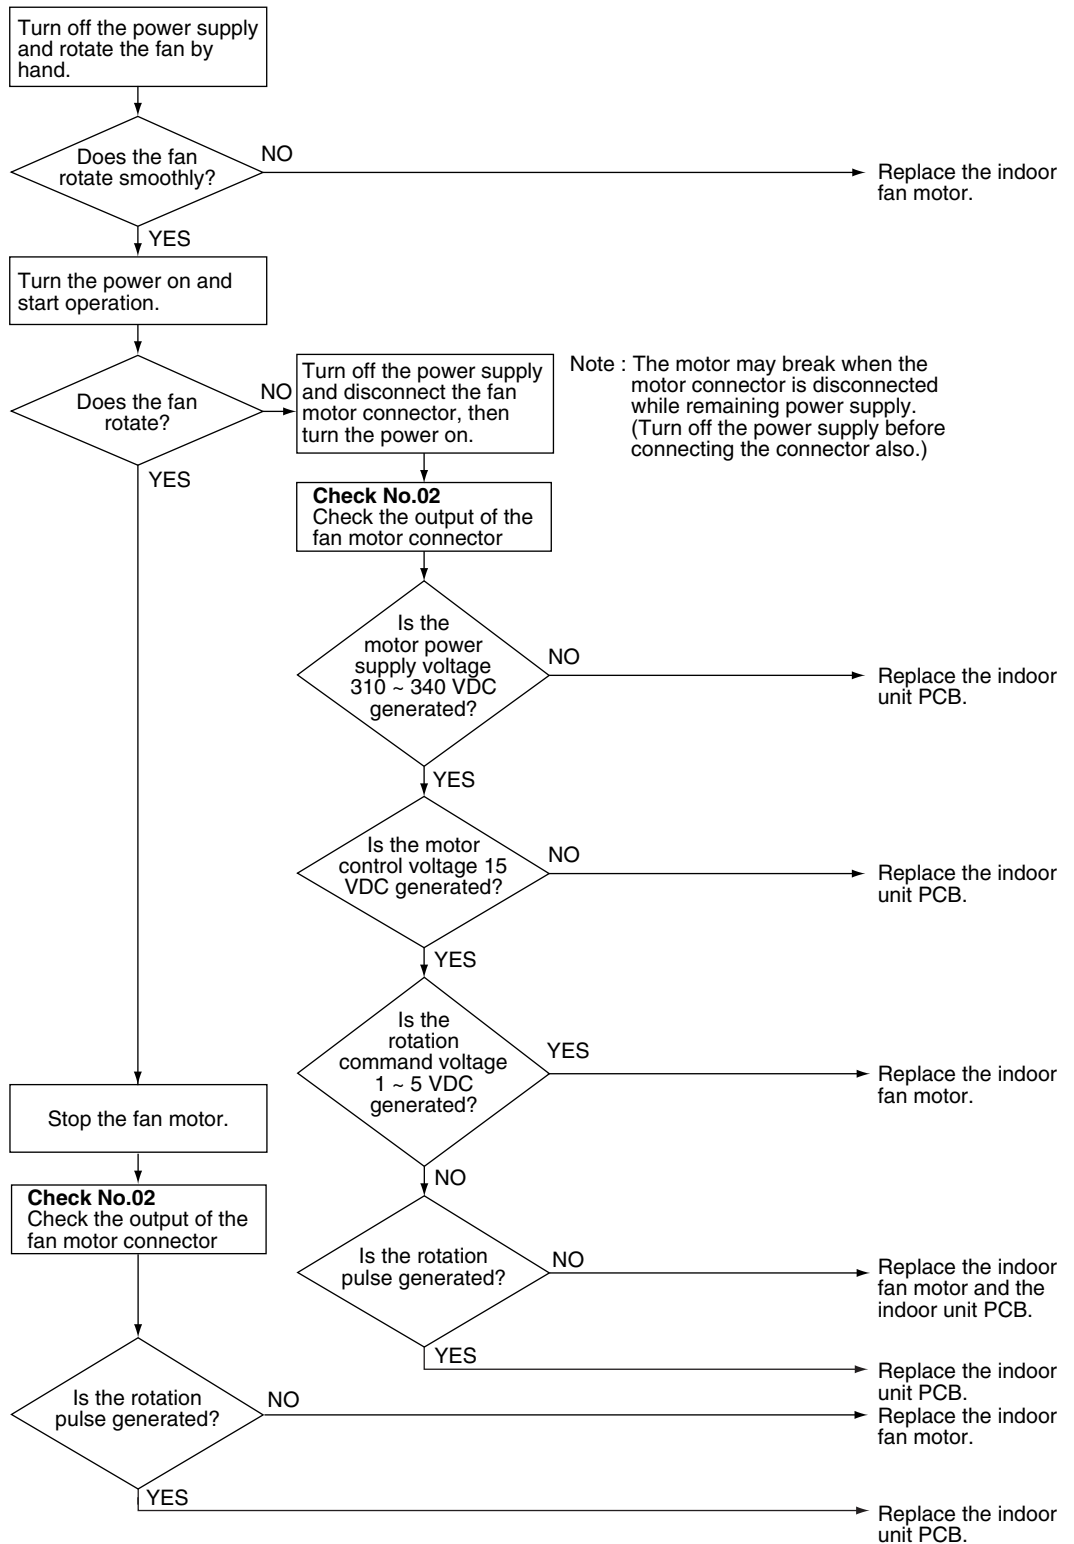 Turn off the power supply
and rotate the fan by
hand.
Does the fan
rotate smoothly?
NO
Replace the indoor
fan motor.
YES
Turn the power on and
start operation.
Does the fan
rotate?
NO
Turn off the power supply
and disconnect the fan
motor connector, then
turn the power on.
Note : The motor may break when the
motor connector is disconnected
while remaining power supply.
(Turn off the power supply before
connecting the connector also.)
YES
Check No.02
Check the output of the
fan motor connector
Is the
motor power
supply voltage
310 ~ 340 VDC
generated?
NO
Replace the indoor
unit PCB.
YES
Is the motor
control voltage 15
VDC generated?
NO
Replace the indoor
unit PCB.
YES
Is the
rotation
command voltage
1 ~ 5 VDC
generated?
YES
Replace the indoor
fan motor.
NO
Stop the fan motor.
Check No.02
Check the output of the
fan motor connector
Is the rotation
pulse generated?
NO
Replace the indoor
fan motor and the
indoor unit PCB.
YES
Replace the indoor
unit PCB.
Is the rotation
pulse generated?
NO
Replace the indoor
fan motor.
YES
Replace the indoor
unit PCB.